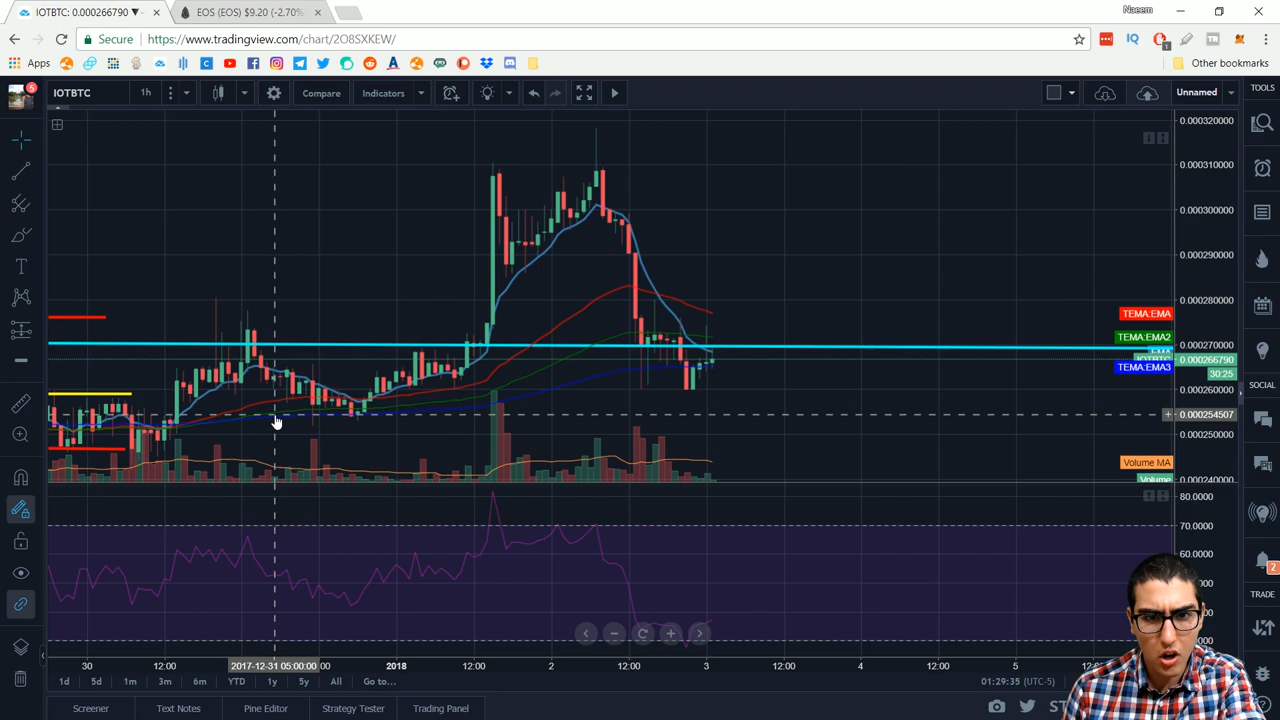 IOTBTC: 0.000266790 ▼
EOS (EOS) $9.20 (-2.70%)
Naeem
Secure
https://www.tradingview.com/chart/2O8SXKEW/
Apps
Other bookmarks
IOTBTC
1h
Compare
Indicators
Unnamed
TOOLS
0.000320000
0.000310000
0.000300000
0.000290000
0.000280000
TEMA:EMA
TEMA:EMA2
0.000270000
EMA
IOTBTC
0.000266790
TEMA:EMA3
30:25
0.000260000
SOCIAL
0.000254507
0.000250000
Volume MA
0.000240000
Volume
80.0000
70.0000
60.0000
TRADE
30
12:00
2017-12-31 05:00:00
2018
12:00
2
12:00
3
12:00
4
12:00
5
12:00
1d
5d
1m
3m
6m
YTD
1y
5y
All
Go to...
01:29:35 (UTC-5)
Screener
Text Notes
Pine Editor
Strategy Tester
Trading Panel